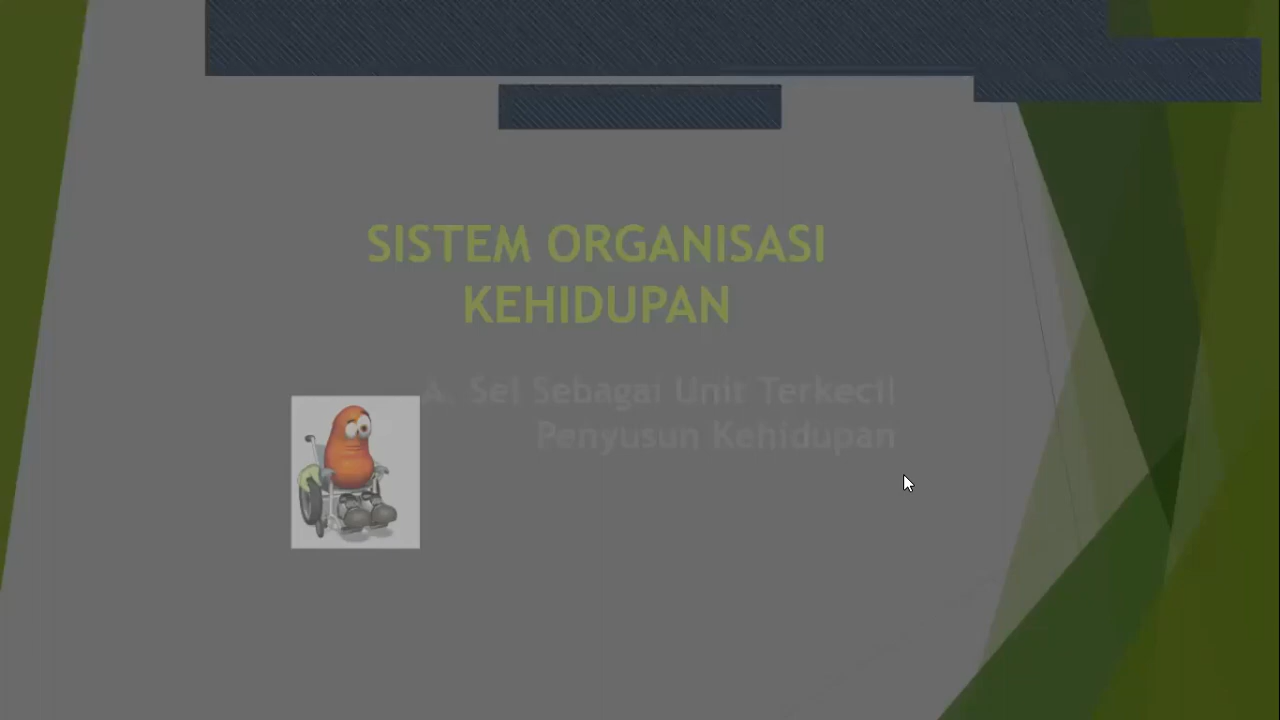 SISTEM ORGANISASI
KEHIDUPAN
A. Sel Sebagai Unit Terkecil
Penyusun Kehidupan